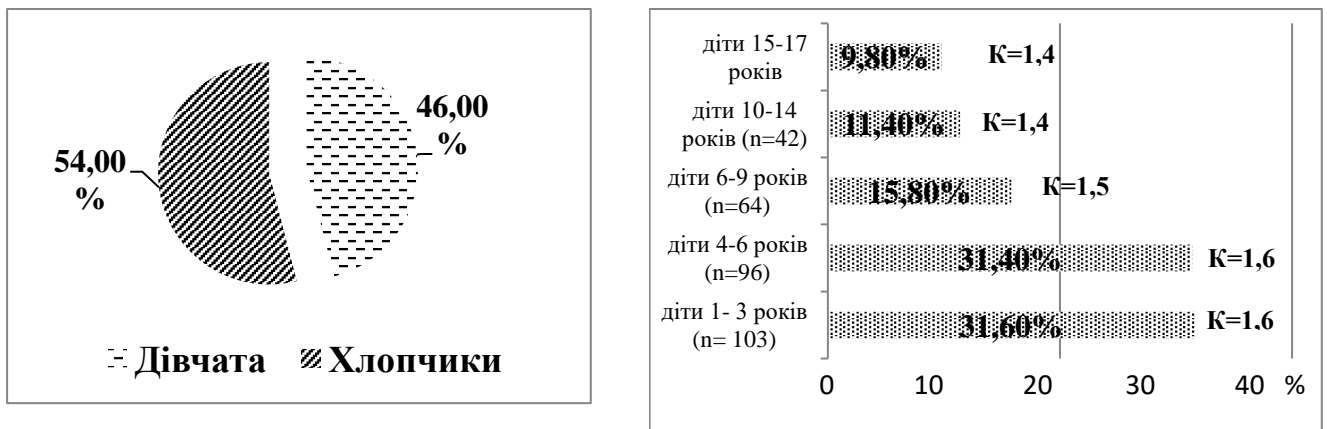 54,00
%
46,00
%
Дівчата Хлопчики
діти 15-17
років
9,80%
К=1,4
діти 10-14
років (n=42)
11,40%
К=1,4
діти 6-9 років
(n=64)
15,80%
К=1,5
діти 4-6 років
(n=96)
31,40%
К=1,6
діти 1- 3 років
(n= 103)
31,60%
К=1,6
0 10 20 30 40 %